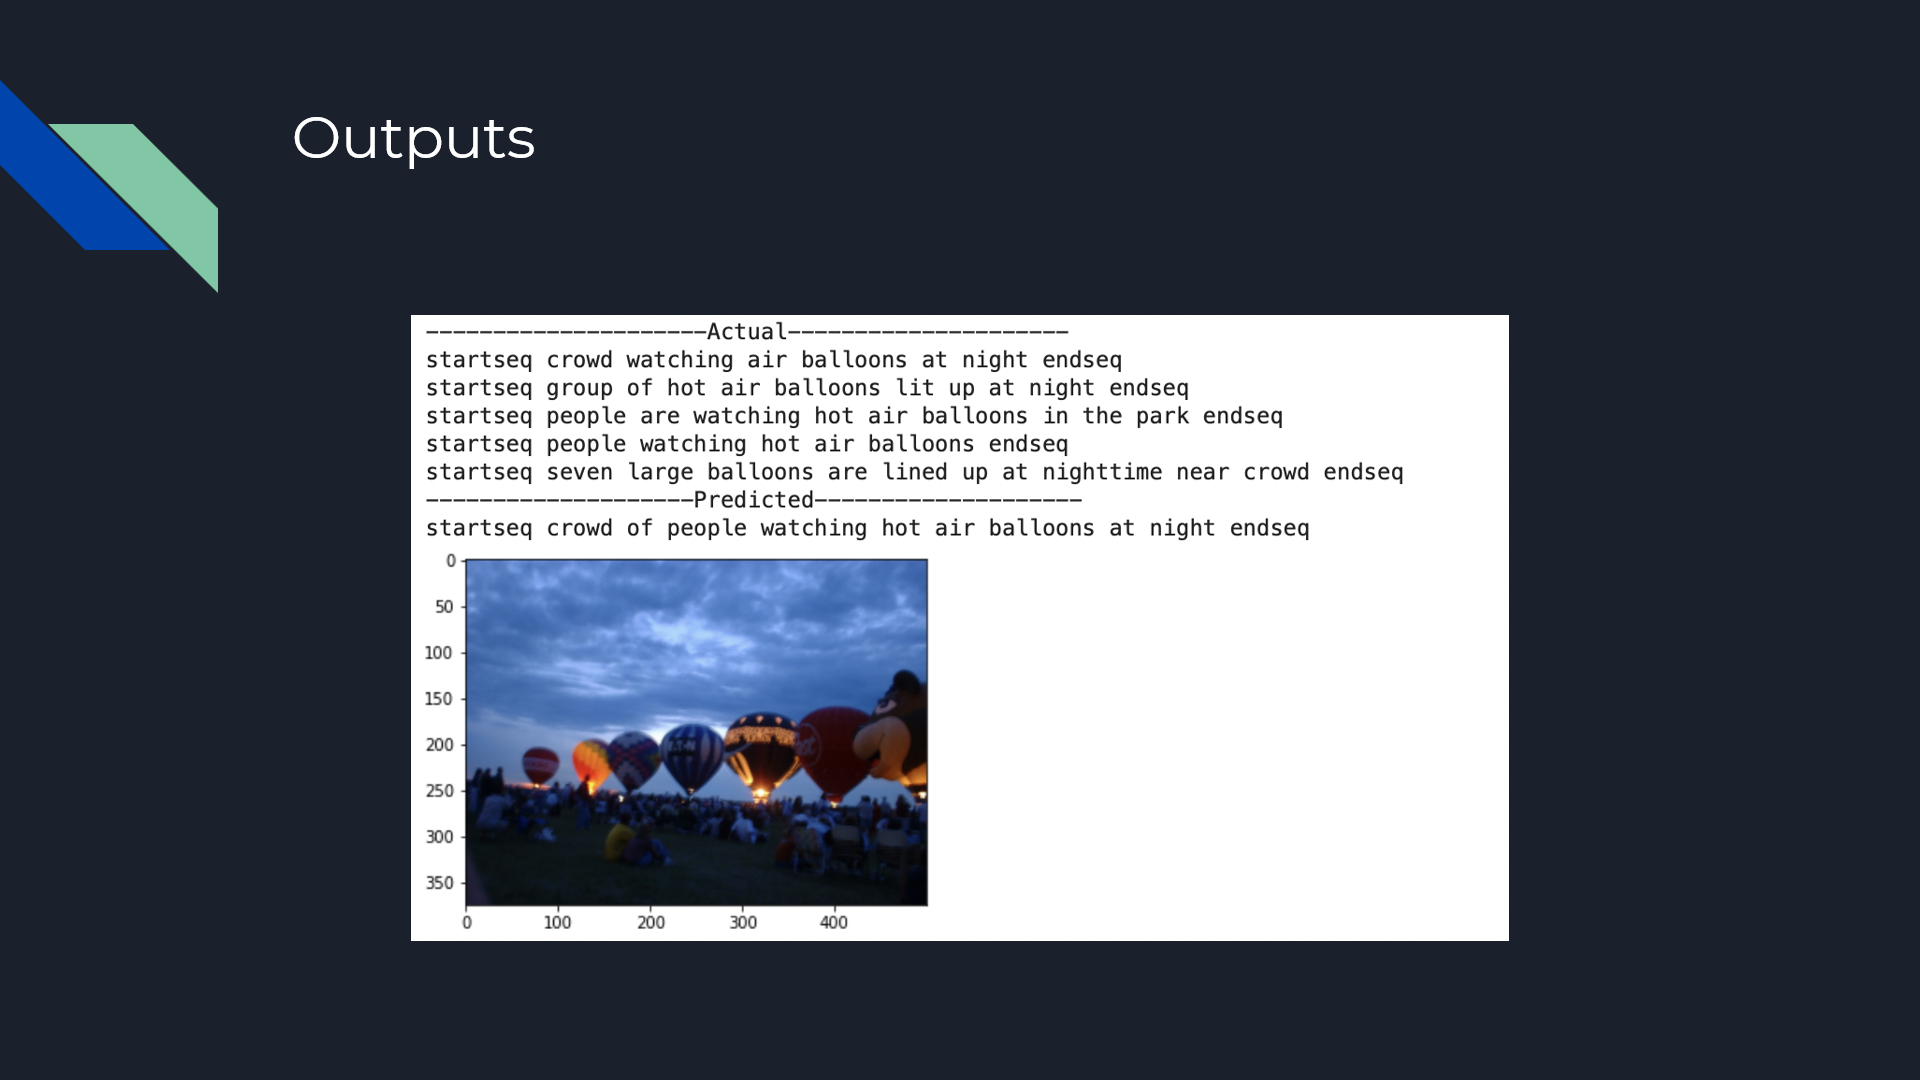 Outputs
---------------------Actual---------------------
startseq crowd watching air balloons at night endseq
startseq group of hot air balloons lit up at night endseq
startseq people are watching hot air balloons in the park endseq
startseq people watching hot air balloons endseq
startseq seven large balloons are lined up at nighttime near crowd endseq
--------------------Predicted--------------------
startseq crowd of people watching hot air balloons at night endseq
0
50
100
150
200
250
300
350
0 100 200 300 400